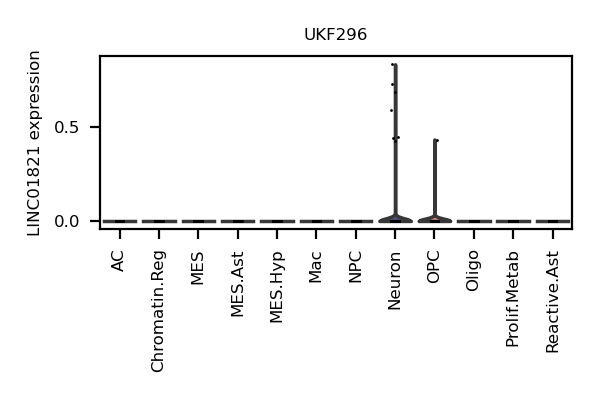 UKF296
LINC01821 expression
0.5
0.0
AC
Chromatin.Reg
MES
MES.Ast
MES.Hyp
Mac
NPC
Neuron
OPC
Oligo
Prolif.Metab
Reactive.Ast